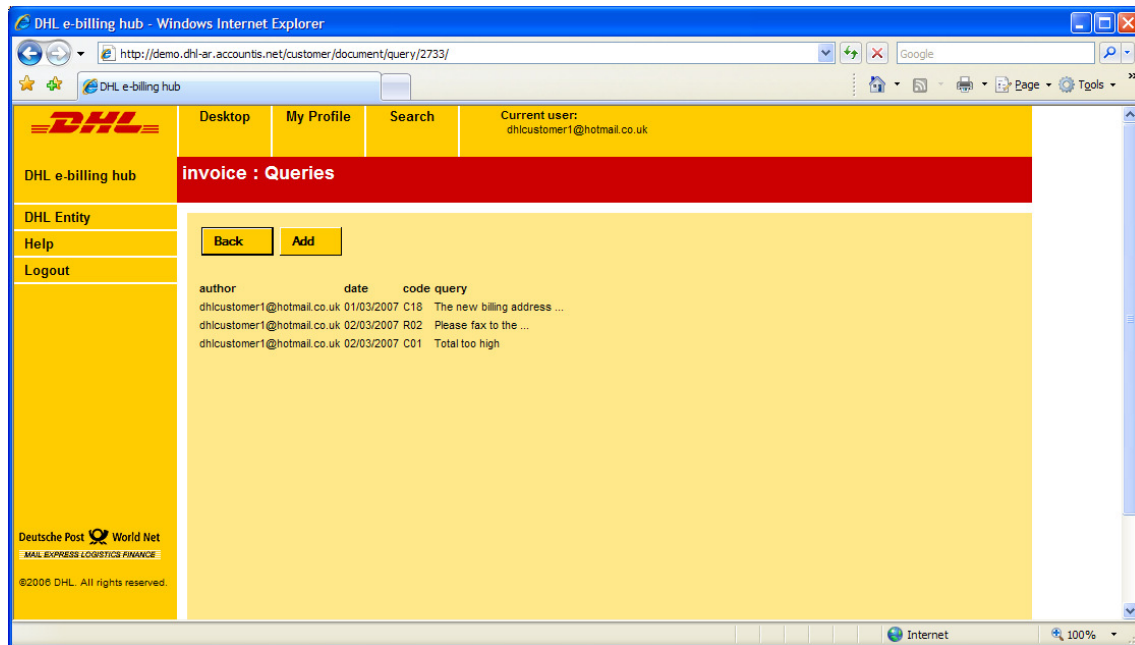 DHL e-billing hub - Windows Internet Explorer
http://demo.dhl-ar.accountis.net/customer/document/query/2733/
Google
DHL e-billing hub
Page
Tools
DHL
Desktop My Profile Search Current user:
dhlcustomer1@hotmail.co.uk
DHL e-billing hub
invoice : Queries
DHL Entity
Help
Logout
Back Add
author date code query
dhlcustomer1@hotmail.co.uk 01/03/2007 C18 The new billing address ...
dhlcustomer1@hotmail.co.uk 02/03/2007 R02 Please fax to the ...
dhlcustomer1@hotmail.co.uk 02/03/2007 C01 Total too high
Deutsche Post World Net
MAIL EXPRESS LOGISTICS FINANCE
©2006 DHL. All rights reserved.
Internet 100%